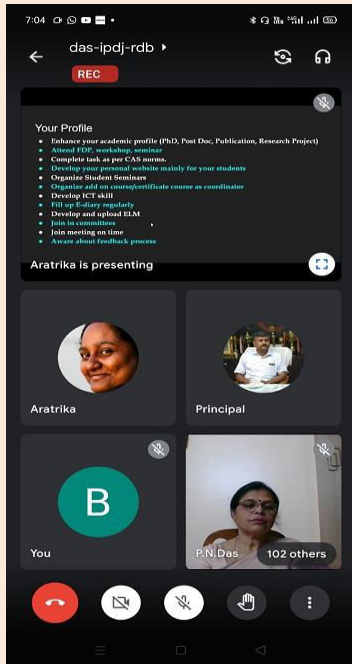 7:04
56
das-ipdj-rdb
REC
Your Profile
Enhance your academic profile (PhD, Post Doc, Publication, Research Project)
Attend FDP, workshop, seminar
Complete task as per CAS norms.
Develop your personal website mainly for your students
Organize Student Seminars
Organize add on course/certificate course as coordinator
Develop ICT skill
Fill up E-diary regularly
Develop and upload ELM
Join in committees
Join meeting on time
Aware about feedback process
Aratrika is presenting
Aratrika
Principal
B
You
P.N.Das
102 others